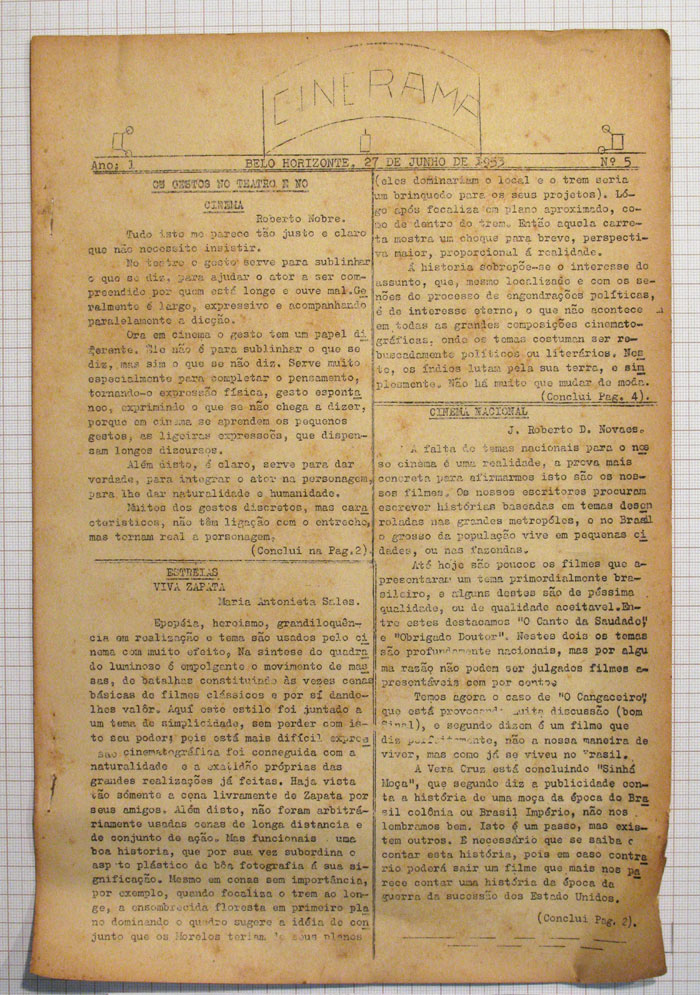 CINERAMA
Ano: 1
BELO HORIZONTE, 27 DE JUNHO DE 1953
Nº 5
OS GESTOS NO TEATRO E NO
CINEMA
Roberto Nobre.
Tudo isto me parece tão justo e claro
que não necessito insistir.
No teatro o gesto serve para sublinhar
o que se diz, para ajudar o ator a ser com-
preendido por quem está longe e ouve mal.Ge
ralmente é largo, expressivo e acompanhando
paralelamente a dicção.
Ora em cinema o gesto tem um papel di
ferente. Ele não é para sublinhar o que se
diz, mas sim o que se não diz. Serve muito
especialmente para completar o pensamento,
tornando-o expressão física, gesto esponta
neo, exprimindo o que se não chega a dizer,
porque em cinema se aprendem os pequenos
gestos, as ligeiras expressões, que dispen-
sam longos discursos.
Além disto, é claro, serve para dar
verdade, para integrar o ator na personagem,
para lhe dar naturalidade e humanidade.
Muitos dos gestos discretos, mas cara
cteristicos, não têm ligação com o entrecho,
mas tornam real a personagem.
(Conclui na Pag.2).
ESTREIAS
VIVA ZAPATA
Maria Antonieta Sales.
Epopéia, heroismo, grandiloquên-
cia em realização e tema são usados pelo ci
nema com muito efeito. Na sintese do quadra
do luminoso é empolgante o movimento de mas
sas, de batalhas constituindo às vezes cenas
básicas de filmes clássicos e por sí dando-
lhes valôr. Aqui este estilo foi juntado a
um tema de simplicidade, sem perder com is-
to seu poder; pois está mais difícil expres
são cinematográfica foi conseguida com a
naturalidade e a exatidão próprias das
grandes realizações já feitas. Haja vista
tão sómente a cena livramente de Zapata por
seus amigos. Além disto, não foram arbitrá-
riamente usadas cenas de longa distancia e
de conjunto de ação. Mas funcionais uma
boa historia, que por sua vez subordina o
asp to plástico de bôa fotografia á sua si-
gnificação. Mesmo em cenas sem importância,
por exemplo, quando focaliza o trem ao lon-
ge, a ensombrecida floresta em primeiro pla
no dominando o quadro sugere a idéia de con
junto que os Morelos teriam seus planos
(eles dominariam o local e o trem seria
um brinquedo para os seus projetos). Ló-
go após focaliza em plano aproximado, co-
mo de dentro do trem. Então aquela carre-
ta mostra um choque para breve, perspecti-
va maior, proporcional á realidade.
A história sobrepõe-se o interesse do
assunto, que, mesmo localizado e com os se-
nões do processo de engendrações políticas,
é de interesse eterno, o que não acontece
em todas as grandes composições cinemato-
gráficas, onde os temas costuman ser re-
buscadamente políticos ou literários. Nes
te, os índios lutam pela sua terra, e sim
plesmente. Não há muito que mudar de moda.
(Conclui Pag. 4).
CINEMA NACIONAL
J. Roberto D. Novaes.
A falta de temas nacionais para o nos
so cinema é uma realidade, a prova mais
concreta para afirmarmos isto são os nos-
sos filmes. Os nossos escritores procuram
escrever histórias baseadas em temas desen
roladas nas grandes metropóles, e no Brasil
o grosso da população vive em pequenas ci
dades, ou nas fazendas.
Até hoje são poucos os filmes que a-
presentaram um tema primordialmente bra-
sileiro, e alguns destes são de péssima
qualidade, ou de qualidade aceitavel.En-
tre estes destacamos "O Canto da Saudade",
e "Obrigado Doutor". Nestes dois os temas
são profundamente nacionais, mas por algu
ma razaç não podem ser julgados filmes a-
presentáveis cem por cento.
Temos agora o caso de "O Cangaceiro",
que está provocando muita discussão (bom
Sinal), e segundo dizem é um filme que
diz perfeitamente, não a nossa maneira de
viver, mas como já se viveu no Brasil.
A Vera Cruz está concluindo "Sinhá
Moça", que segundo diz a publicidade con-
ta a história de uma moça da época do Bra
sil colônia ou Brasil Império, não nos
lembramos bem. Isto é um passo, mas exis-
tem outros. E necessário que se saiba e
contar esta história, pois em caso contra
rio poderá sair um filme que mais nos pa
rece contar uma história da época da
guerra da sucessão dos Estado Unidos.
(Conclui Pag. 2).